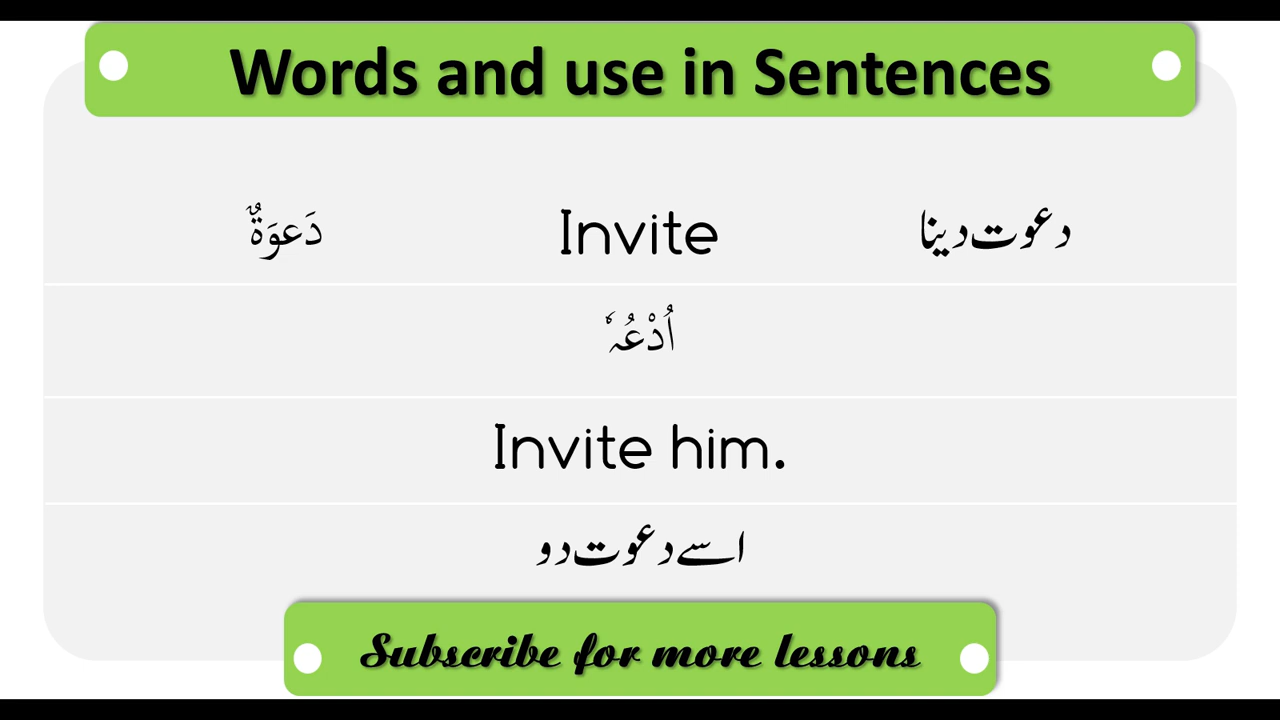 Words and use in Sentences
دَعوَةٌ Invite دعوت دینا
اُدْعُہٗ
Invite him.
اسے دعوت دو
Subscribe for more lessons